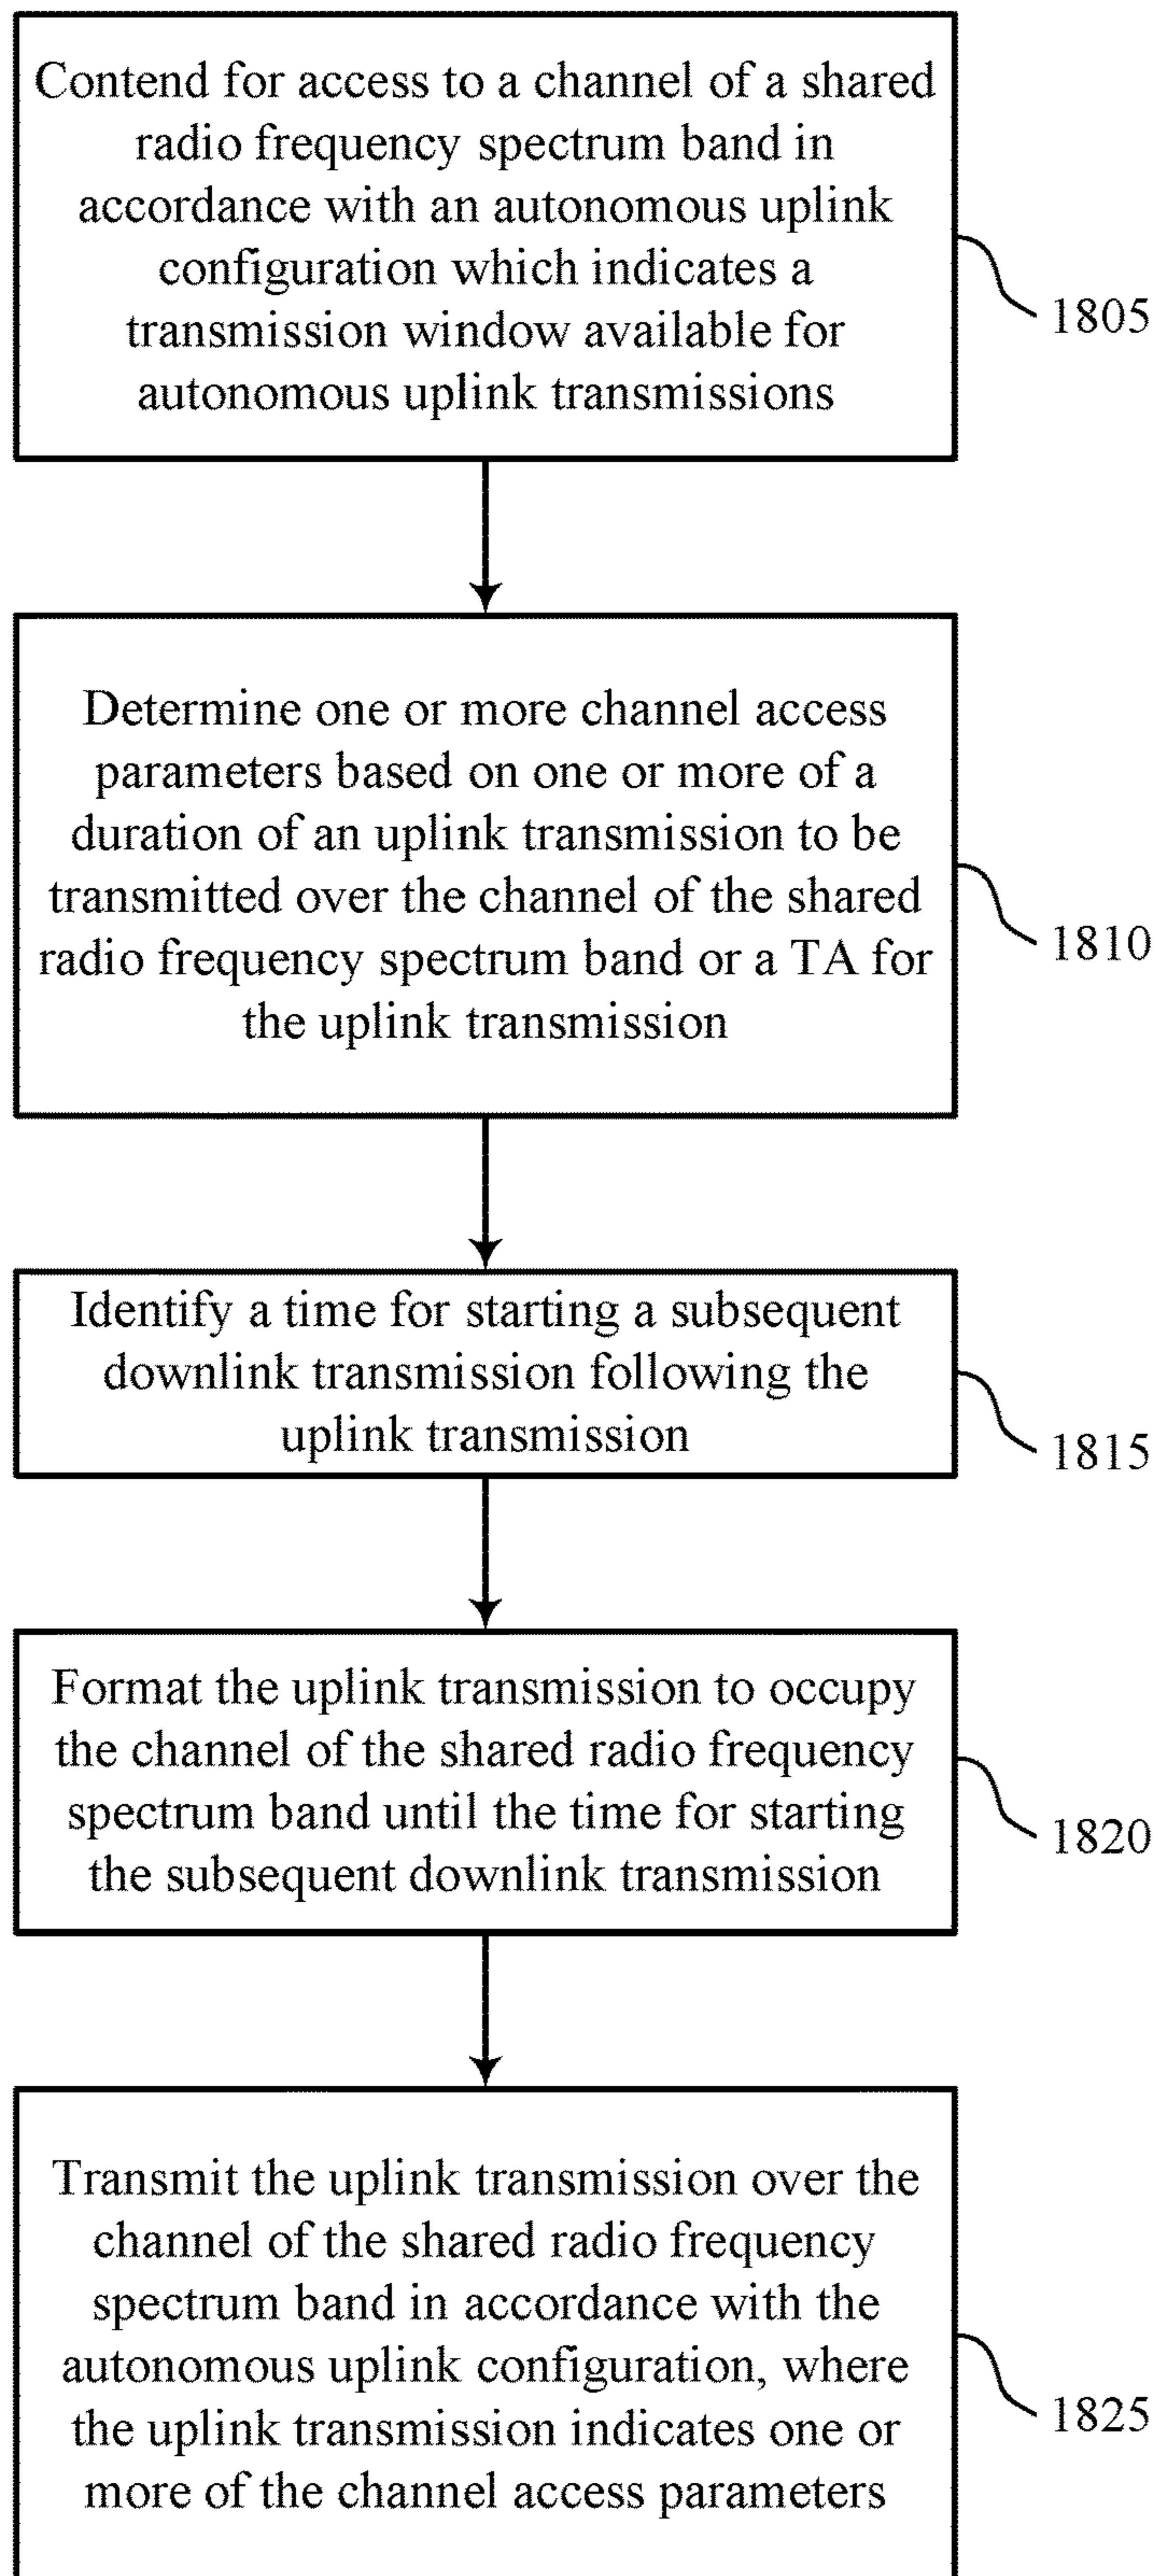 Contend for access to a channel of a shared
radio frequency spectrum band in
accordance with an autonomous uplink
configuration which indicates a
transmission window available for
autonomous uplink transmissions
1805
Determine one or more channel access
parameters based on one or more of a
duration of an uplink transmission to be
transmitted over the channel of the shared
radio frequency spectrum band or a TA for
the uplink transmission
1810
Identify a time for starting a subsequent
downlink transmission following the
uplink transmission
1815
Format the uplink transmission to occupy
the channel of the shared radio frequency
spectrum band until the time for starting
the subsequent downlink transmission
1820
Transmit the uplink transmission over the
channel of the shared radio frequency
spectrum band in accordance with the
autonomous uplink configuration, where
the uplink transmission indicates one or
more of the channel access parameters
1825